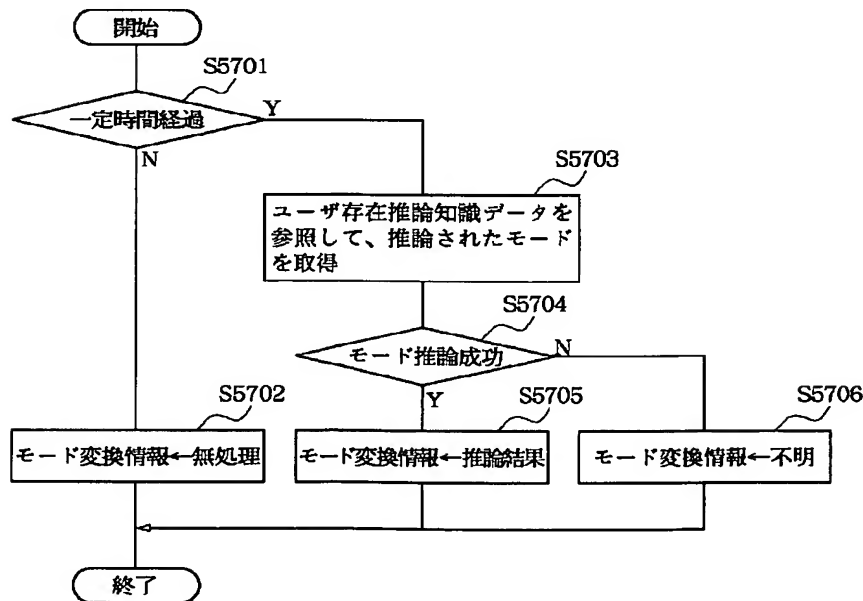 開始
S5701
一定時間経過
Y
N
S5703
ユーザ存在推論知識データを
参照して、推論されたモード
を取得
S5704
モード推論成功
N
Y
S5702
モード変換情報←無処理
S5705
モード変換情報←推論結果
S5706
モード変換情報←不明
終了